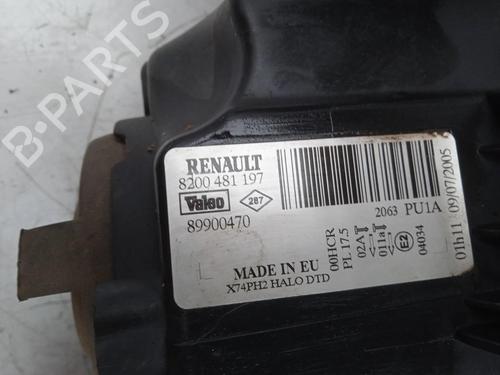 RENAULT
8200 481 197
Valeo
287
89900470
MADE IN EU
X74PH2 HALO DTD
2063 PU1A
00HCR
PL 17.5
02A
011a
E2
04034
01h11 09/07/2005
B-PARTS